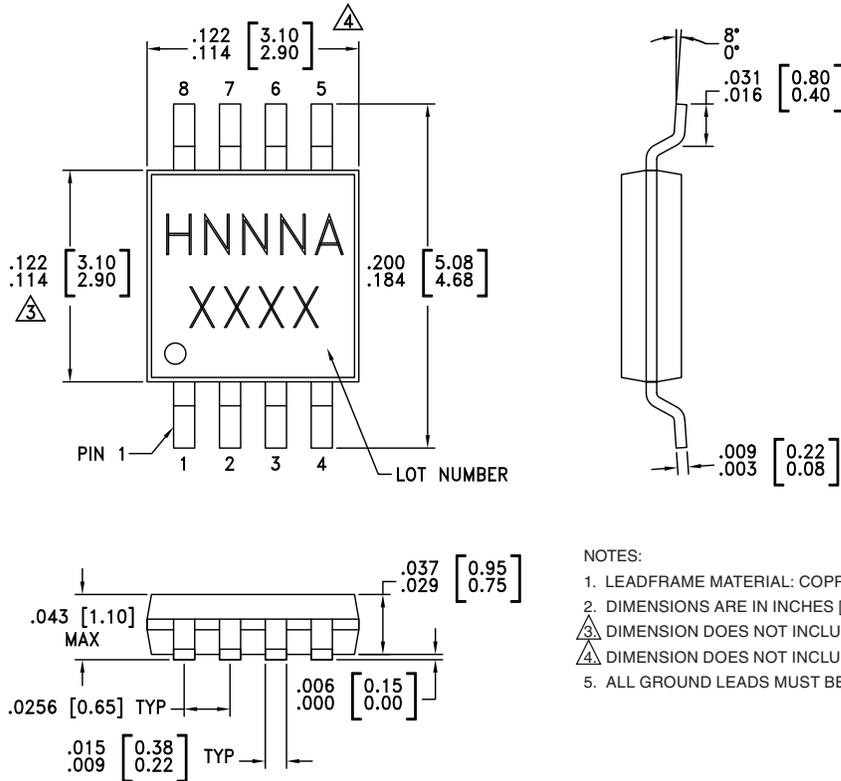 .122 [3.10]
.114 [2.90]
4
8 7 6 5
HNNNA
XXXX
.122 [3.10]
.114 [2.90]
3
.200 [5.08]
.184 [4.68]
PIN 1
1 2 3 4
LOT NUMBER
8°
0°
.031 [0.80]
.016 [0.40]
.009 [0.22]
.003 [0.08]
.037 [0.95]
.029 [0.75]
.043 [1.10]
MAX
.006 [0.15]
.000 [0.00]
.0256 [0.65] TYP
.015 [0.38]
.009 [0.22]
TYP
NOTES:
1. LEADFRAME MATERIAL: COPP
2. DIMENSIONS ARE IN INCHES [
3. DIMENSION DOES NOT INCLU
4. DIMENSION DOES NOT INCLU
5. ALL GROUND LEADS MUST BE